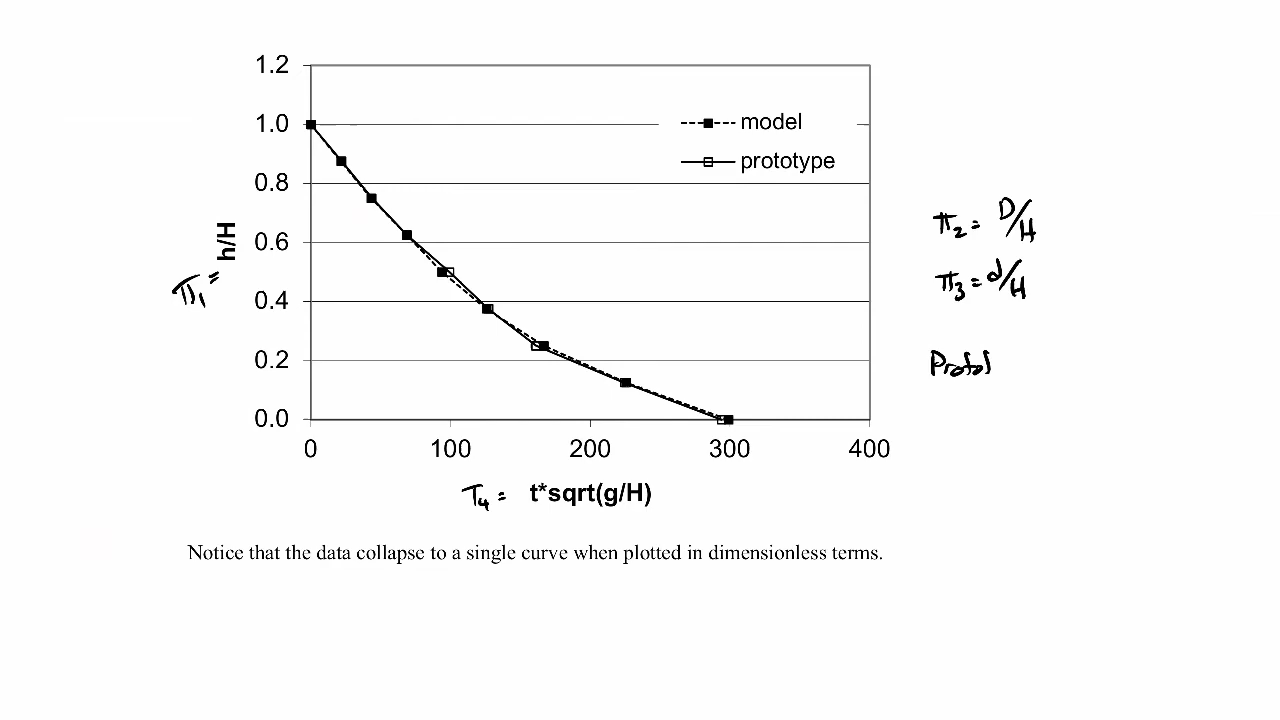 1.2
1.0
0.8
0.6
0.4
0.2
0.0
model
prototype
π₁ = h/H
0 100 200 300 400
π₄ = t*sqrt(g/H)
π₂ = D/H
π₃ = d/H
Protot
Notice that the data collapse to a single curve when plotted in dimensionless terms.